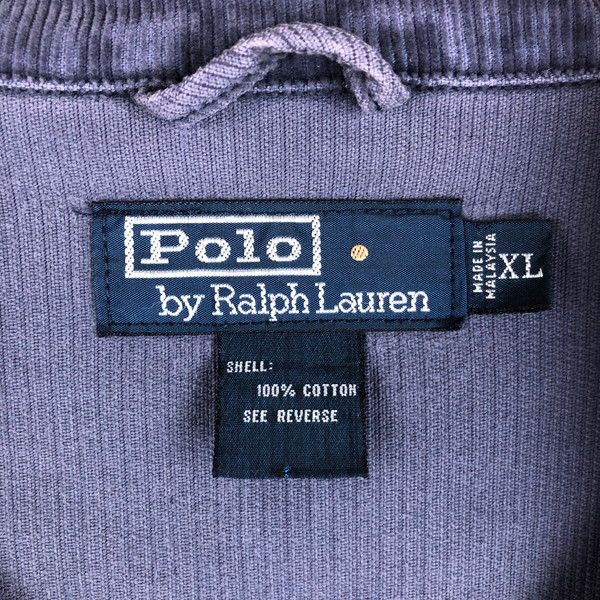 Polo
by Ralph Lauren
MADE IN
MALAYSIA
XL
SHELL:
100% COTTON
SEE REVERSE